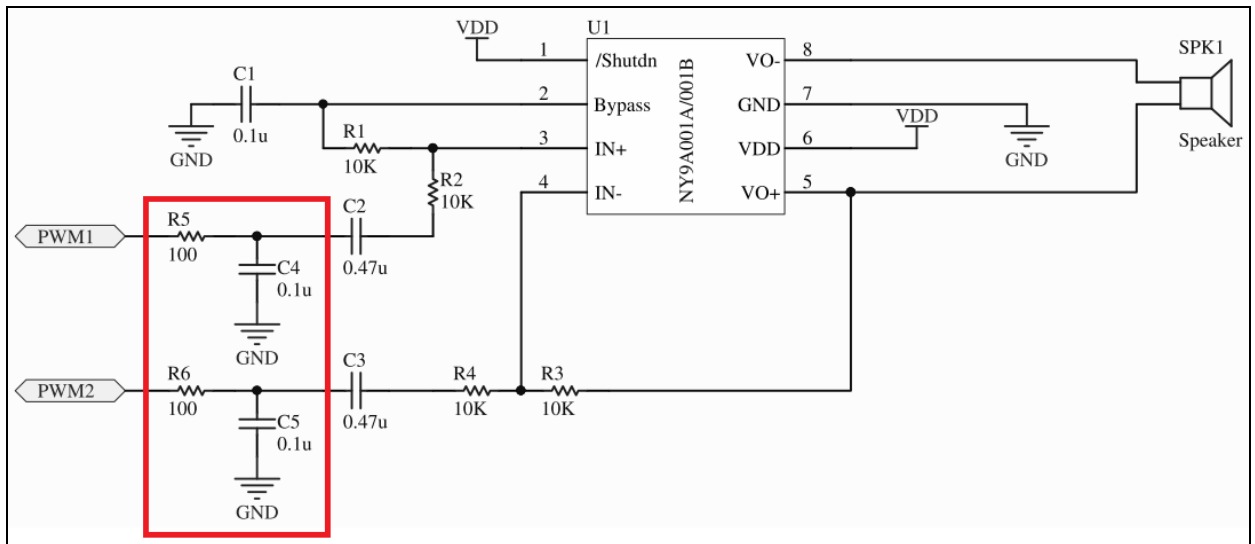 VDD
U1
NY9A001A/001B
1
/Shutdn
VO-
8
SPK1
Speaker
C1
0.1u
GND
2
Bypass
GND
7
GND
R1
10K
3
IN+
VDD
6
VDD
R2
10K
4
IN-
VO+
5
PWM1
R5
100
C4
0.1u
GND
C2
0.47u
PWM2
R6
100
C5
0.1u
GND
C3
0.47u
R4
10K
R3
10K